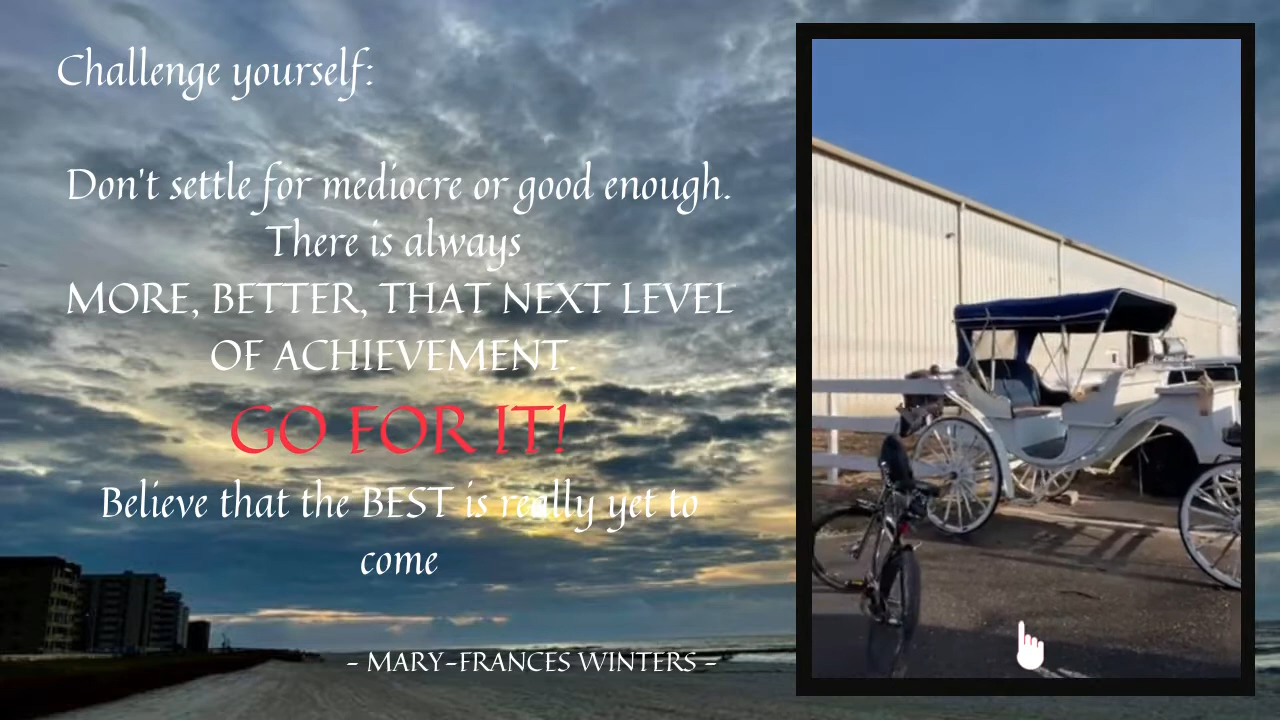 Challenge yourself:
Don't settle for mediocre or good enough.
There is always
MORE, BETTER, THAT NEXT LEVEL
OF ACHIEVEMENT.
GO FOR IT!
Believe that the BEST is really yet to
come
- MARY-FRANCES WINTERS -